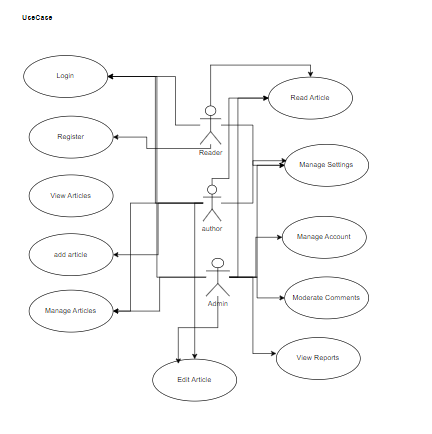 UseCase
Login
Read Article
Register
Reader
Manage Settings
View Articles
author
Manage Account
add article
Moderate Comments
Admin
Manage Articles
View Reports
Edit Article